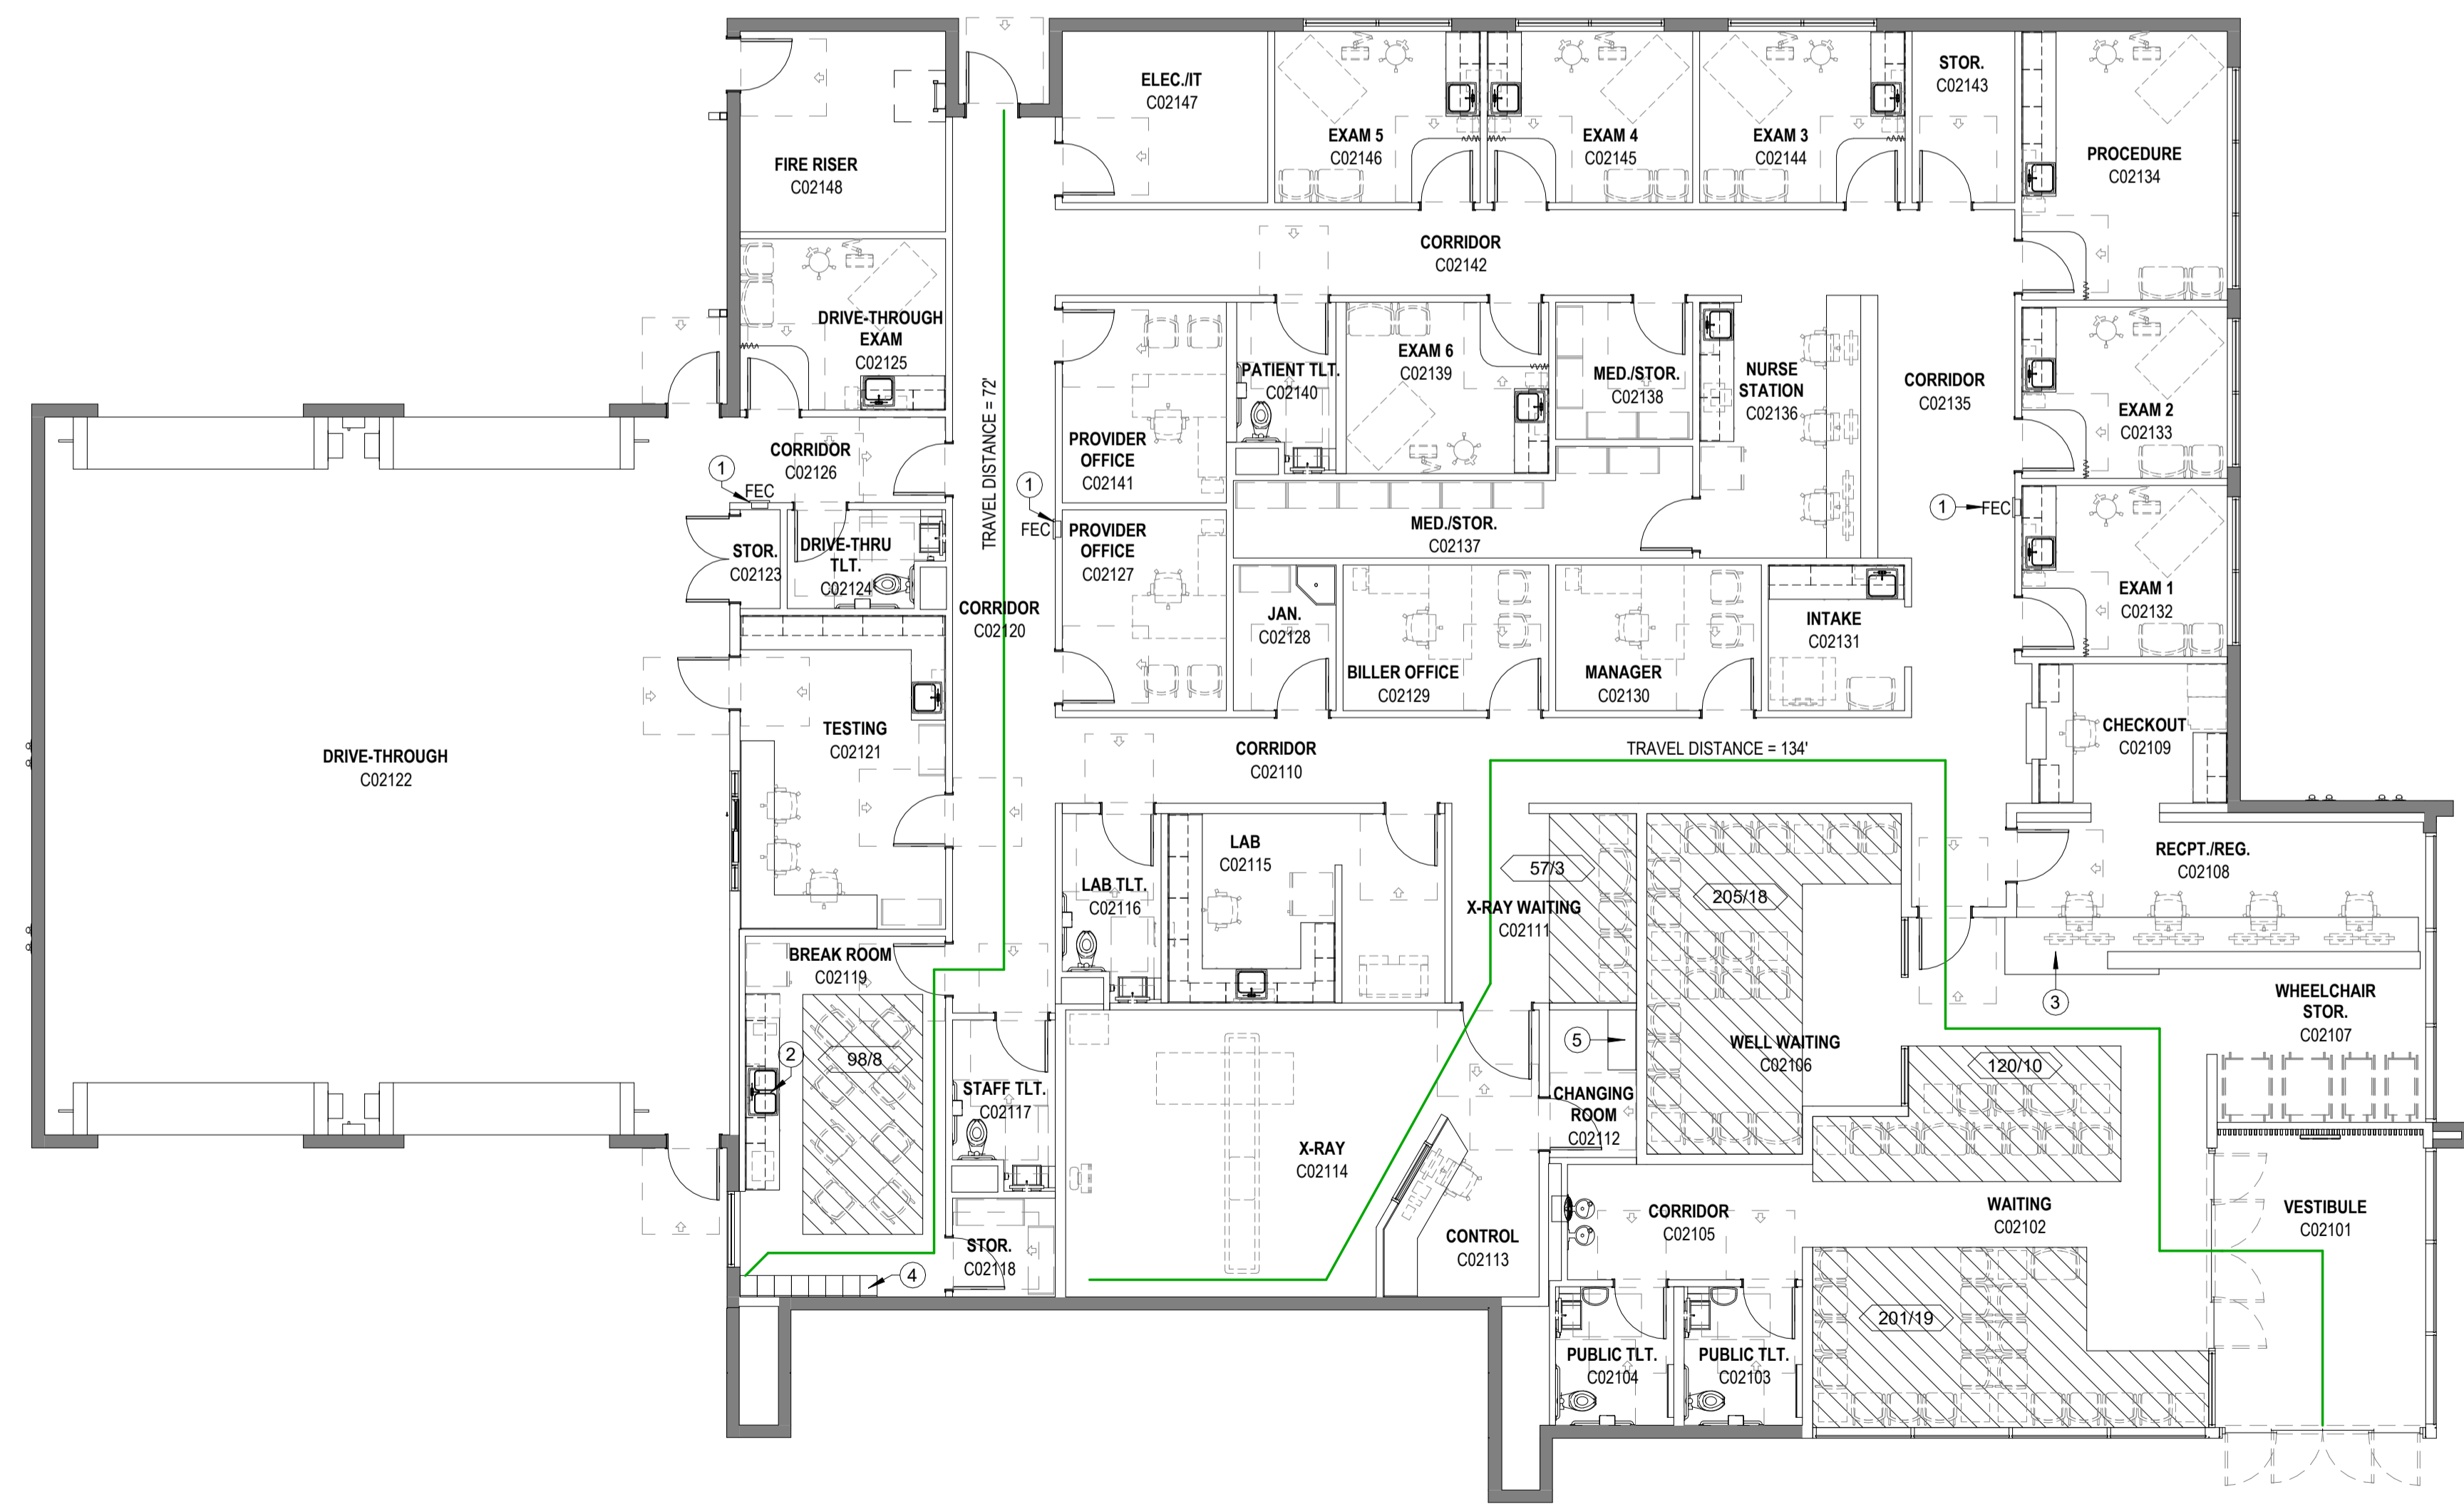 ELEC./IT
C02147
STOR.
C02143
EXAM 5
C02146
EXAM 4
C02145
EXAM 3
C02144
PROCEDURE
C02134
FIRE RISER
C02148
CORRIDOR
C02142
DRIVE-THROUGH
EXAM
C02125
EXAM 6
C02139
PATIENT TLT.
C02140
MED./STOR.
C02138
NURSE
STATION
C02136
CORRIDOR
C02135
EXAM 2
C02133
TRAVEL DISTANCE = 72'
PROVIDER
OFFICE
C02141
CORRIDOR
C02126
1
FEC
1
FEC
1
FEC
MED./STOR.
C02137
PROVIDER
OFFICE
C02127
STOR.
C02123
DRIVE-THRU
TLT.
C02124
CORRIDOR
C02120
JAN.
C02128
INTAKE
C02131
EXAM 1
C02132
BILLER OFFICE
C02129
MANAGER
C02130
TESTING
C02121
CHECKOUT
C02109
DRIVE-THROUGH
C02122
CORRIDOR
C02110
TRAVEL DISTANCE = 134'
LAB
C02115
RECPT./REG.
C02108
57/3
205/18
LAB TLT.
C02116
X-RAY WAITING
C02111
BREAK ROOM
C02119
3
WHEELCHAIR
STOR.
C02107
2
98/8
5
WELL WAITING
C02106
120/10
STAFF TLT.
C02117
CHANGING
ROOM
C02112
X-RAY
C02114
CORRIDOR
C02105
WAITING
C02102
VESTIBULE
C02101
STOR.
C02118
CONTROL
C02113
4
201/19
PUBLIC TLT.
C02104
PUBLIC TLT.
C02103